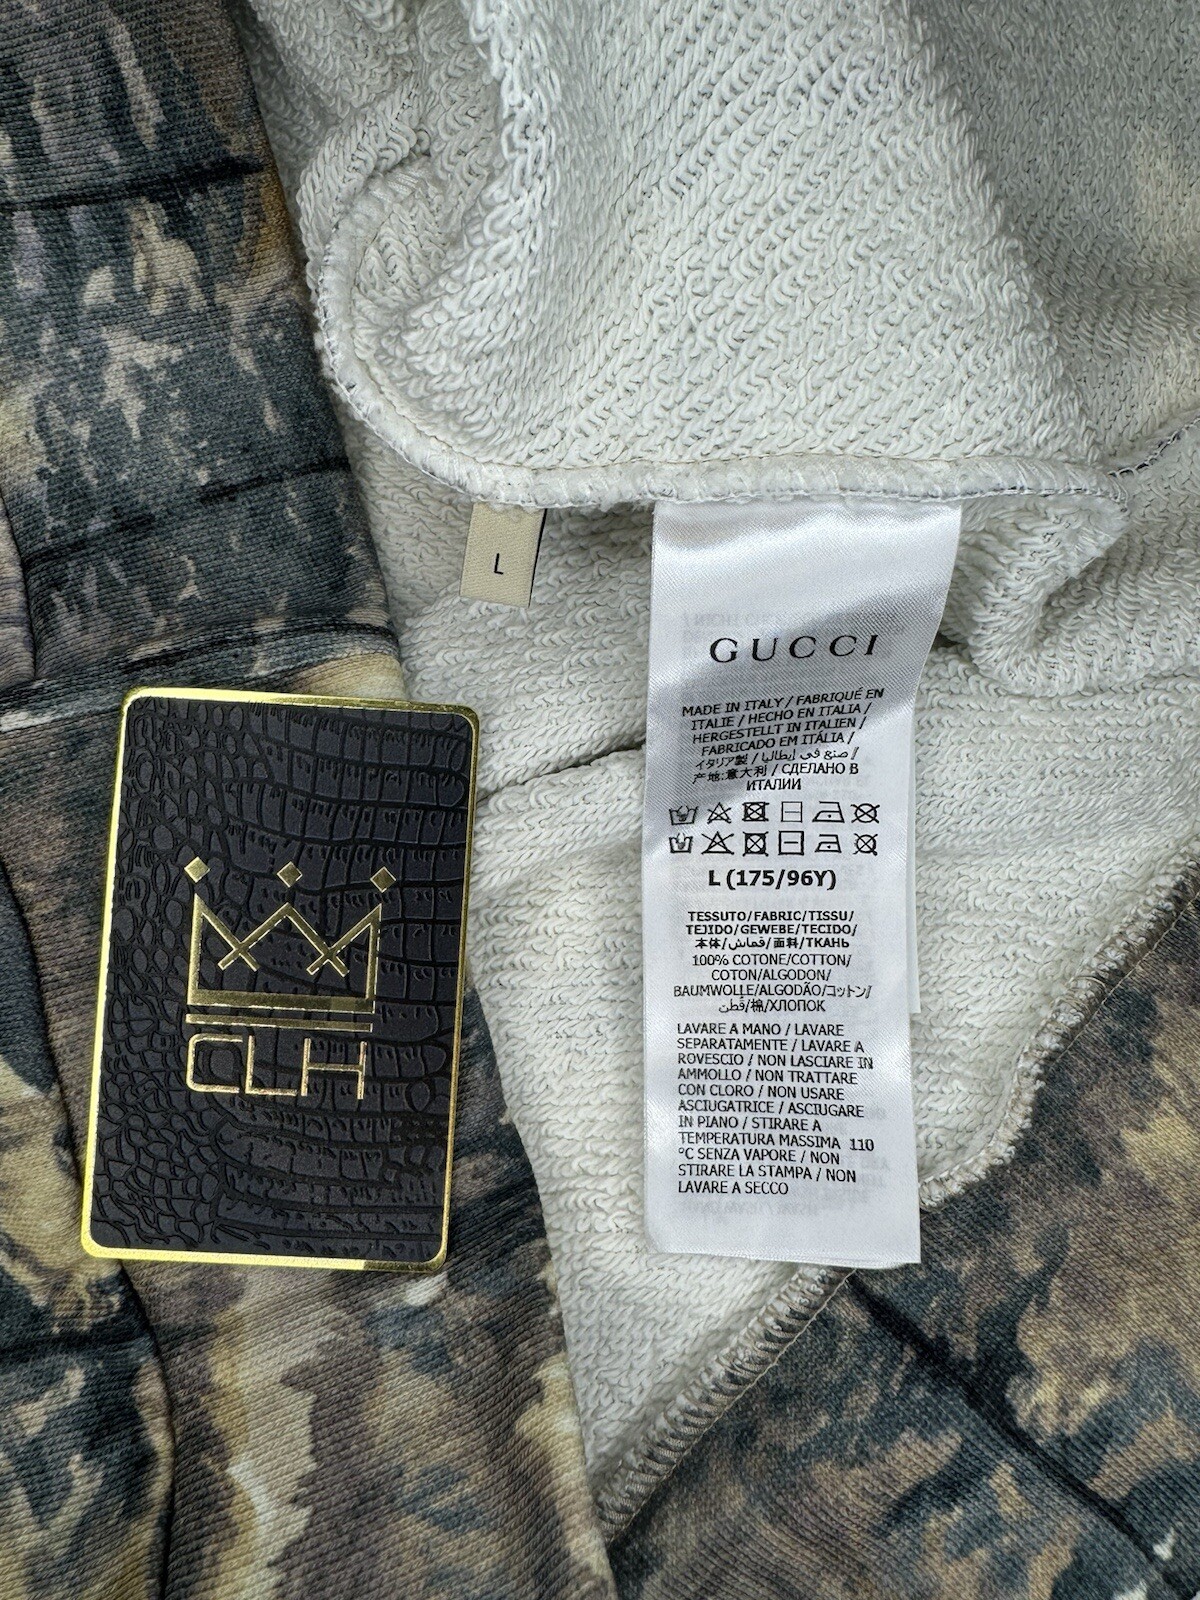 L
GUCCI
MADE IN ITALY / FABRIQUÉ EN
ITALIE / HECHO EN ITALIA /
HERGESTELLT IN ITALIEN /
FABRICADO EM ITÁLIA /
イタリア製 / صنع في إيطاليا /
产地:意大利 / СДЕЛАНО В
ИТАЛИИ
L (175/96Y)
TESSUTO/FABRIC/TISSU/
TEJIDO/GEWEBE/TECIDO/
本体/قماش/面料/ТКАНЬ
100% COTONE/COTTON/
COTON/ALGODON/
BAUMWOLLE/ALGODÃO/コットン/
قطن/棉/ХЛОПОК
LAVARE A MANO / LAVARE
SEPARATAMENTE / LAVARE A
ROVESCIO / NON LASCIARE IN
AMMOLLO / NON TRATTARE
CON CLORO / NON USARE
ASCIUGATRICE / ASCIUGARE
IN PIANO / STIRARE A
TEMPERATURA MASSIMA 110
°C SENZA VAPORE / NON
STIRARE LA STAMPA / NON
LAVARE A SECCO
CLH